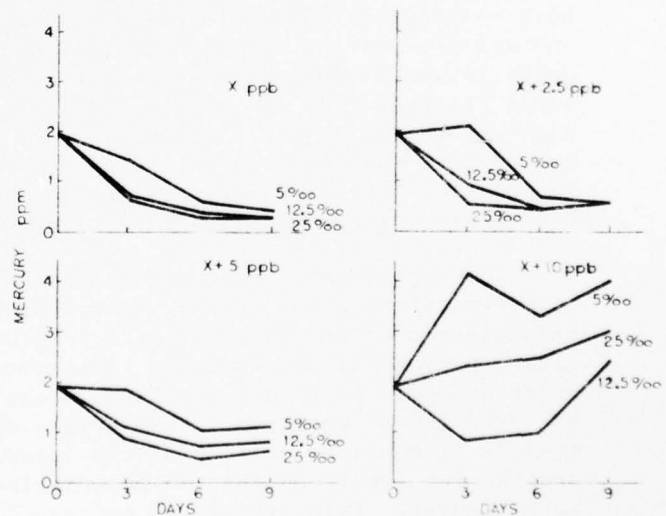 4
3
2
1
0
X ppb
5‰
12.5‰
25‰
X + 2.5 ppb
5‰
12.5‰
25‰
MERCURY ppm
4
3
2
1
0
X + 5 ppb
5‰
12.5‰
25‰
0 3 6 9
DAYS
X + 10 ppb
5‰
25‰
12.5‰
0 3 6 9
DAYS